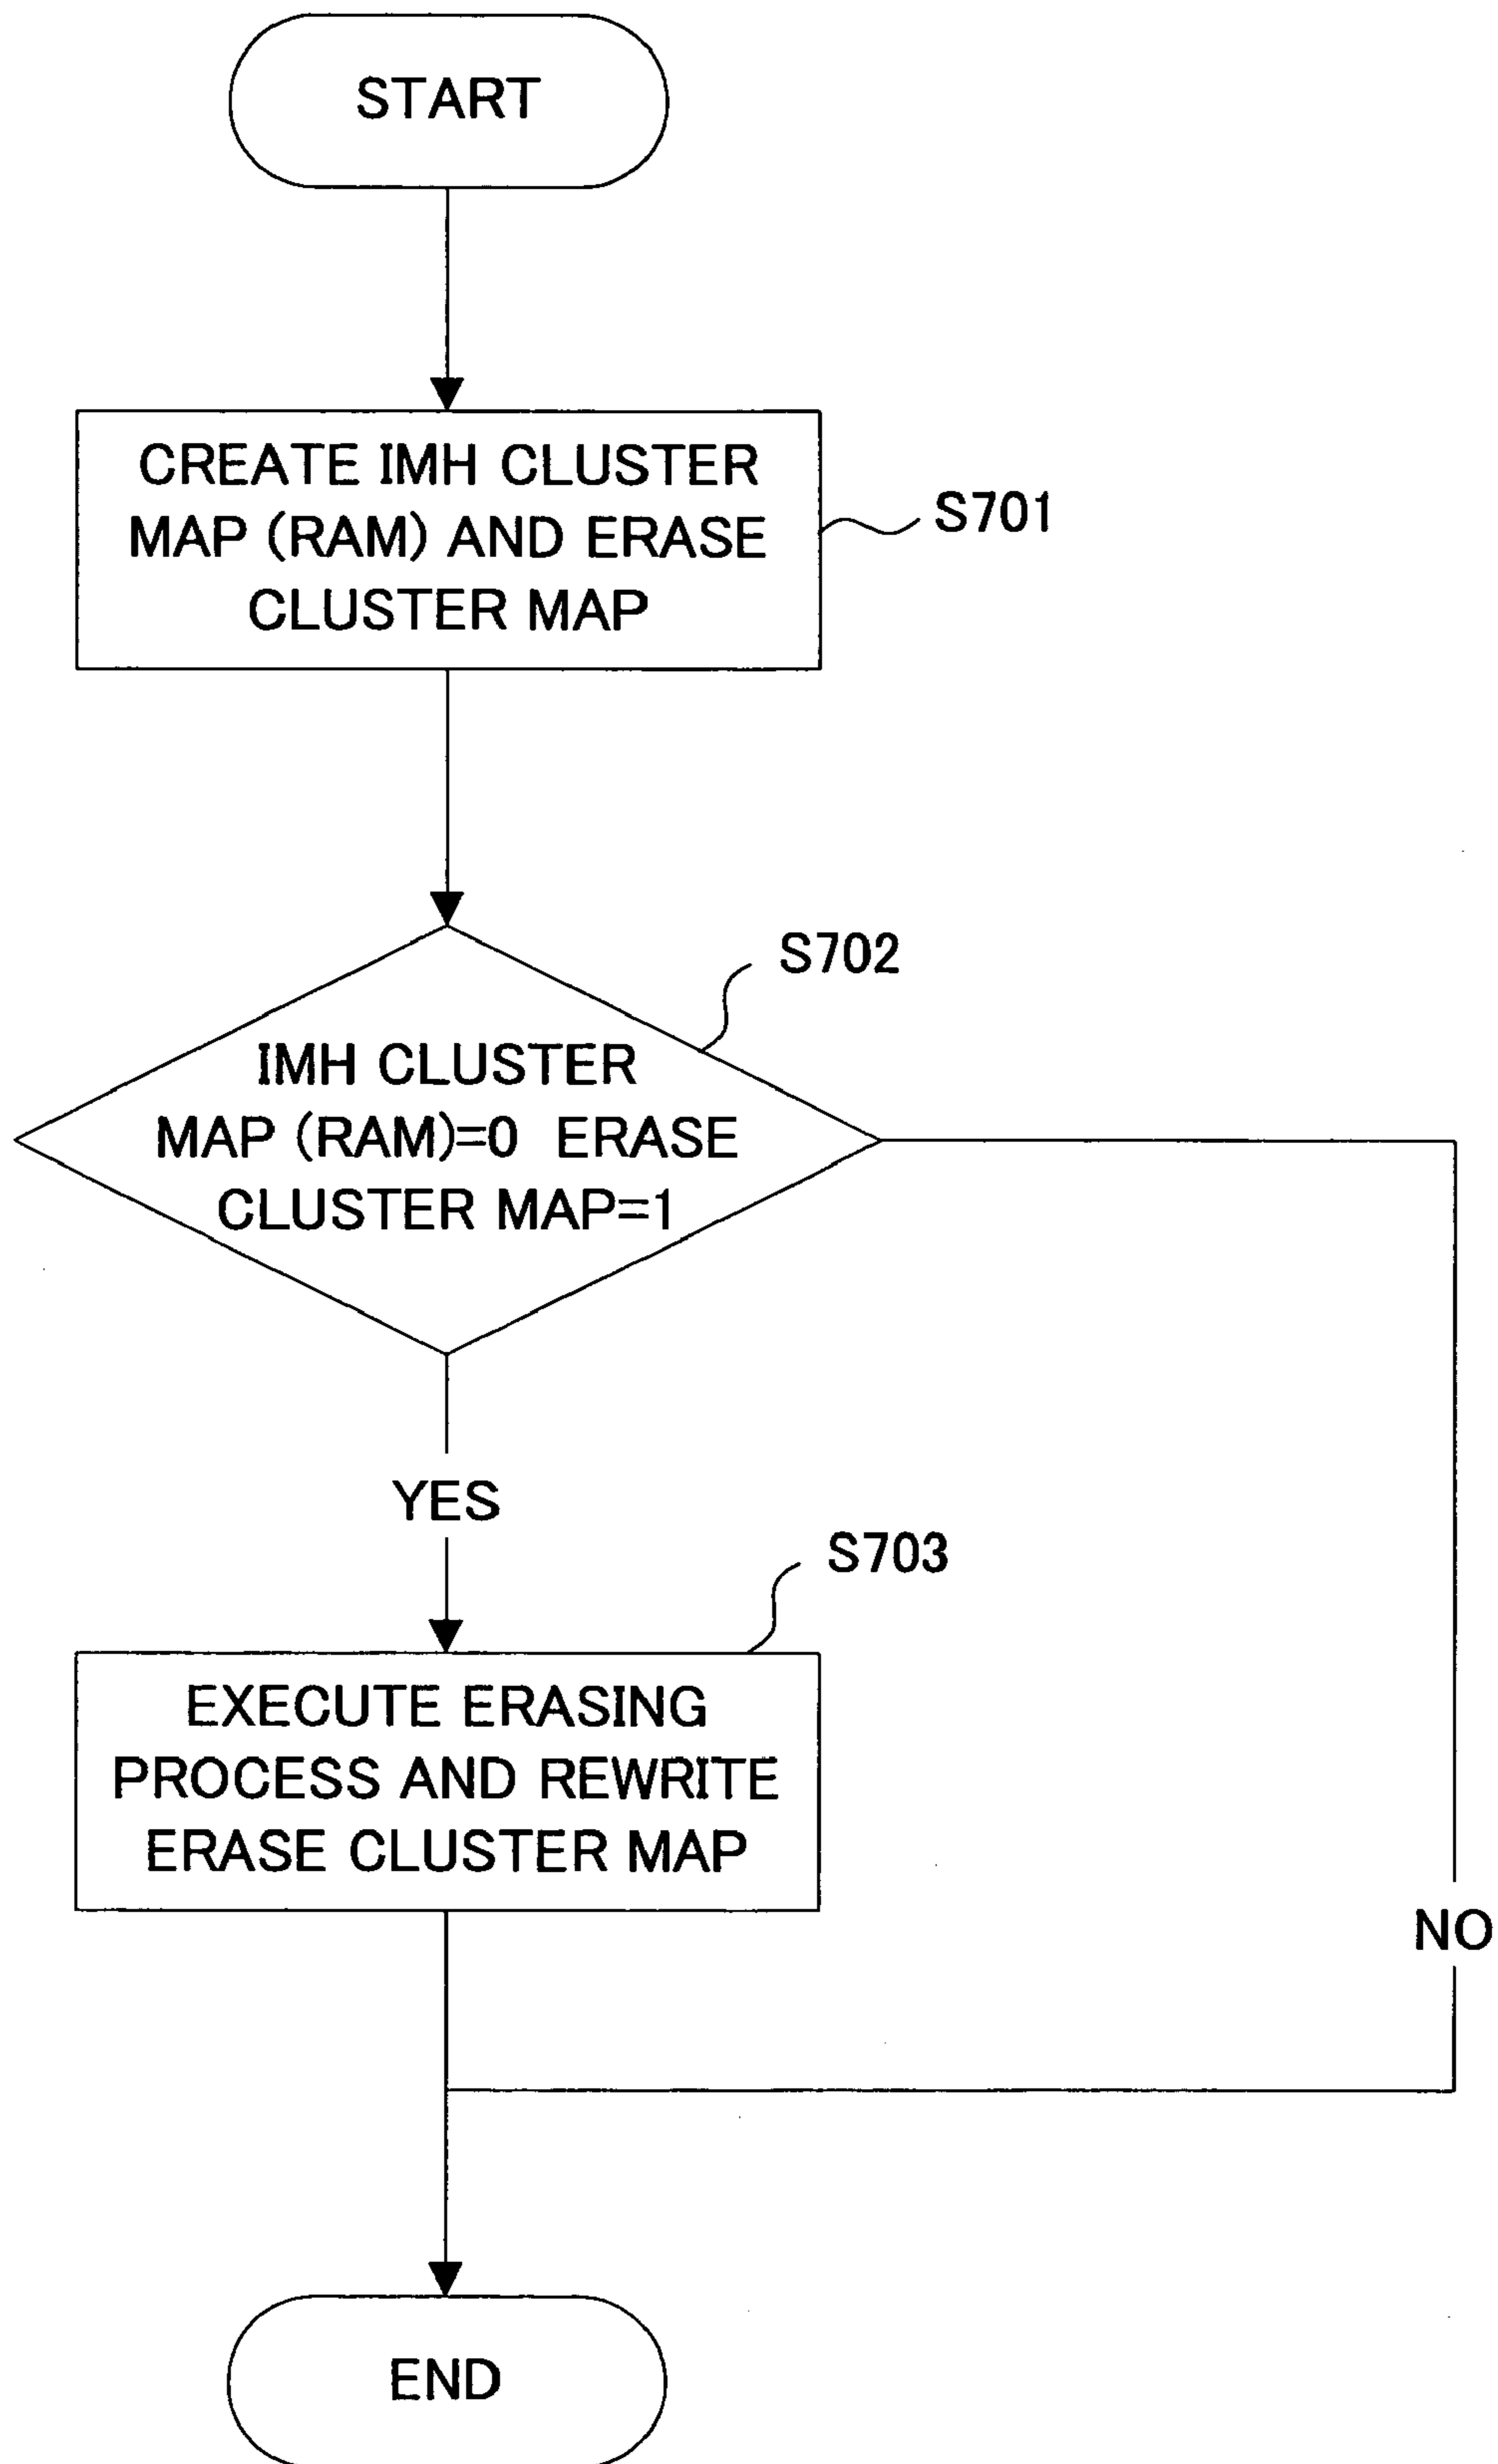 START
CREATE IMH CLUSTER
MAP (RAM) AND ERASE
CLUSTER MAP
S701
S702
IMH CLUSTER
MAP (RAM)=0 ERASE
CLUSTER MAP=1
YES
S703
EXECUTE ERASING
PROCESS AND REWRITE
ERASE CLUSTER MAP
NO
END